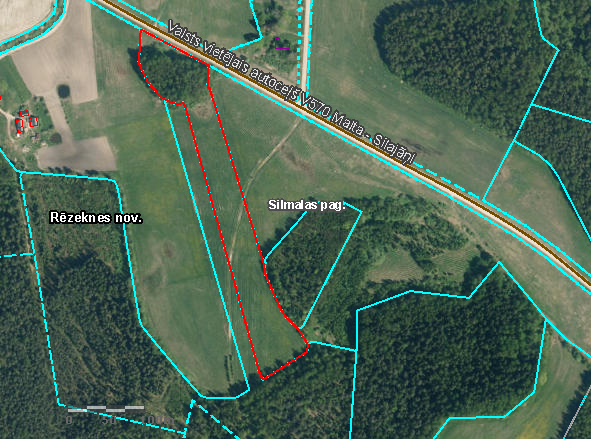 Valsts vietējais autoceļš V570 Malta - Silajāņi
Silmalas pag.
Rēzeknes nov.